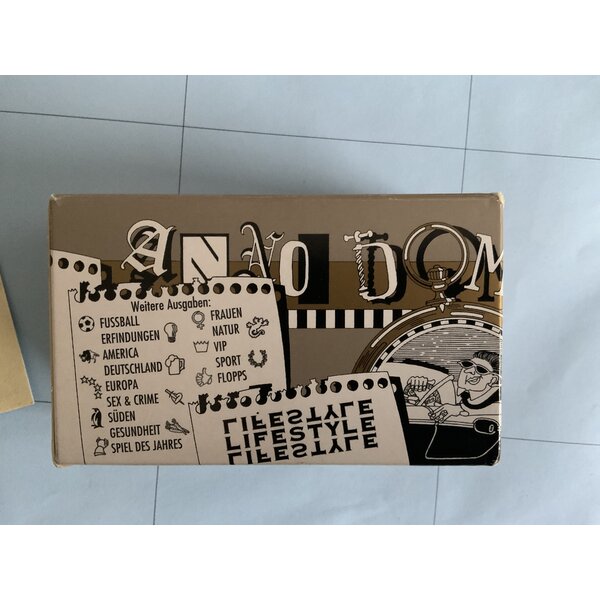 ANNO DOM
Weitere Ausgaben:
FUSSBALL
ERFINDUNGEN
AMERICA
DEUTSCHLAND
EUROPA
SEX & CRIME
SÜDEN
GESUNDHEIT
SPIEL DES JAHRES
FRAUEN
NATUR
VIP
SPORT
FLOPPS
LIFESTYLE
LIFESTYLE
LIFESTYLE